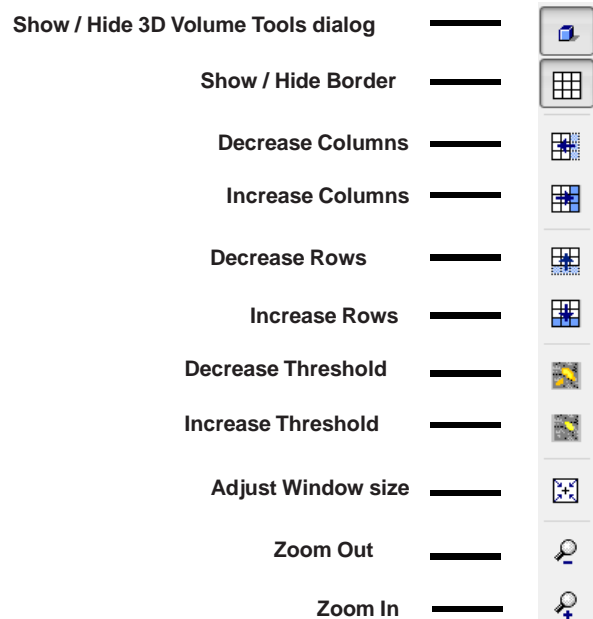 Show / Hide 3D Volume Tools dialog
Show / Hide Border
Decrease Columns
Increase Columns
Decrease Rows
Increase Rows
Decrease Threshold
Increase Threshold
Adjust Window size
Zoom Out
Zoom In